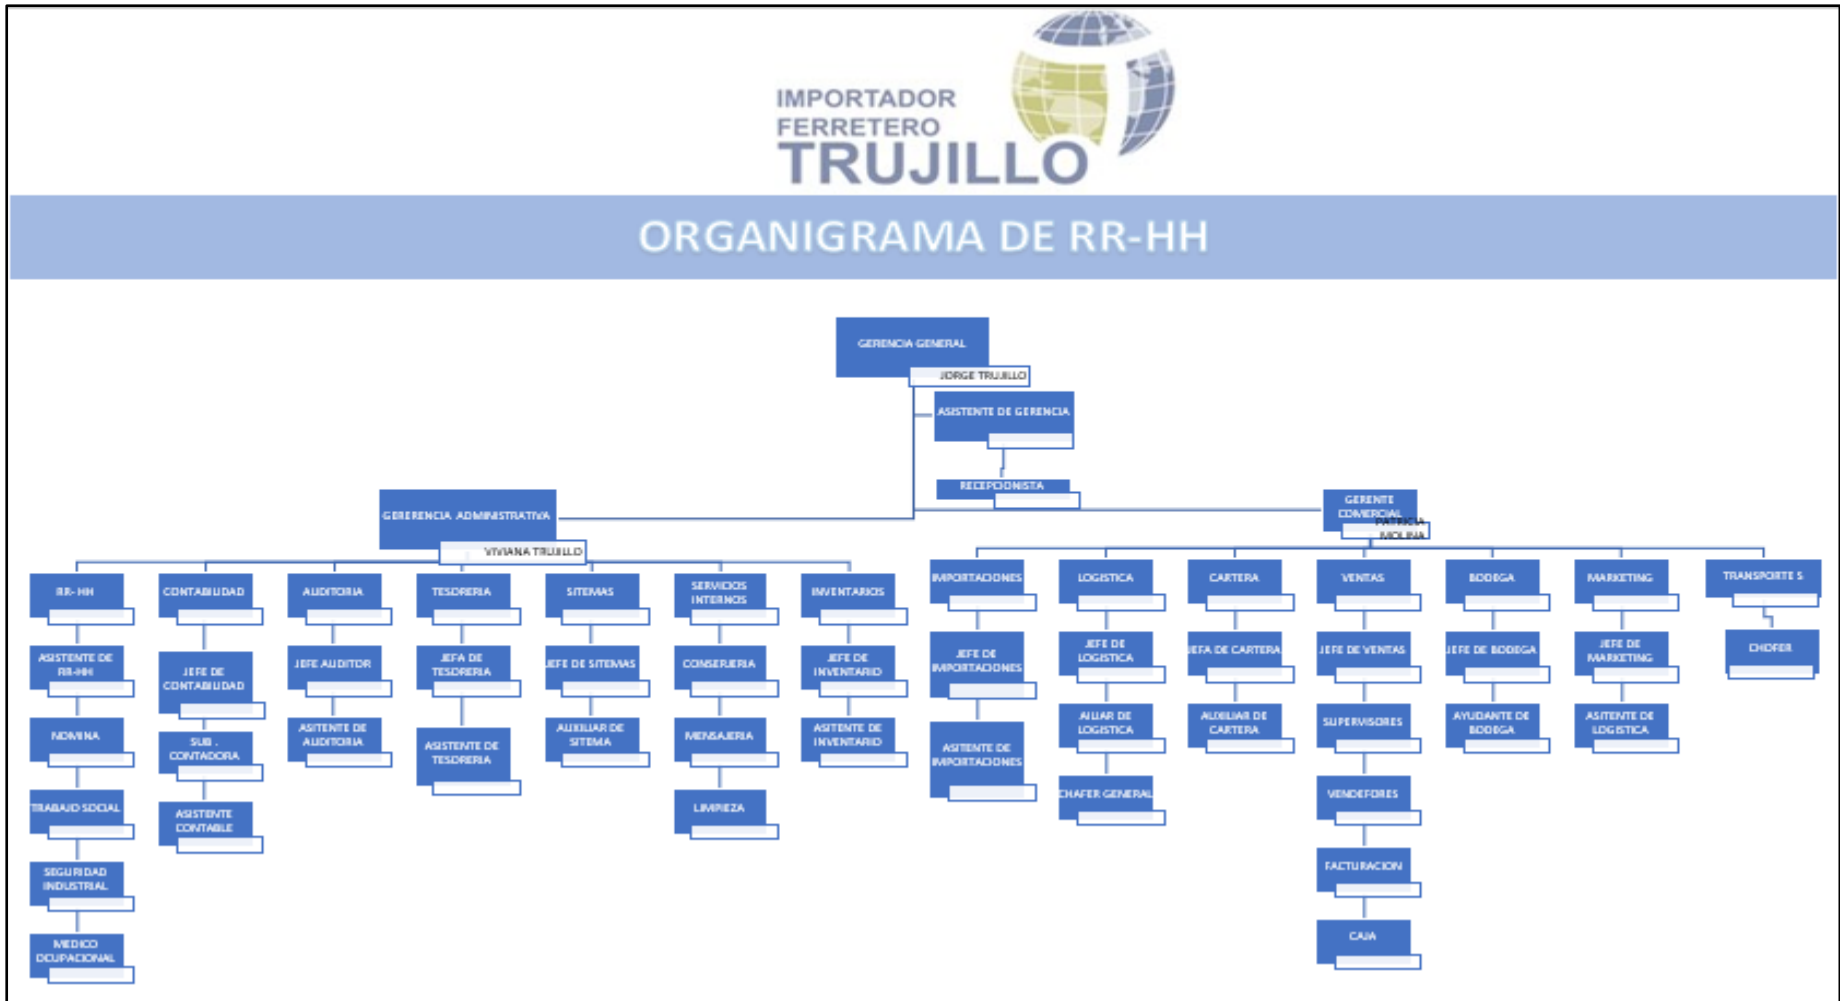 IMPORTADOR
FERRETERO
TRUJILLO
ORGANIGRAMA DE RR-HH
GERENCIA GENERAL
JORGE TRUJILLO
ASISTENTE DE GERENCIA
RECEPCIONISTA
GERERENCIA ADMINISTRATIVA
VIVIANA TRUJILLO
GERENTE
COMERCIAL
PATRICIA
MOLINA
RR- HH
ASISTENTE DE
RR-HH
NOMINA
TRABAJO SOCIAL
SEGURIDAD
INDUSTRIAL
MEDICO
OCUPACIONAL
CONTABILIDAD
JEFE DE
CONTABILIDAD
SUB .
CONTADORA
ASISTENTE
CONTABLE
AUDITORIA
JEFE AUDITOR
ASITENTE DE
AUDITORIA
TESORERIA
JEFA DE
TESORERIA
ASISTENTE DE
TESORERIA
SITEMAS
JEFE DE SITEMAS
AUXILIAR DE
SITEMA
SERVICIOS
INTERNOS
CONSERJERIA
MENSAJERIA
LIMPIEZA
INVENTARIOS
JEFE DE
INVENTARIO
ASITENTE DE
INVENTARIO
IMPORTACIONES
JEFE DE
IMPORTACIONES
ASITENTE DE
IMPORTACIONES
LOGISTICA
JEFE DE
LOGISTICA
AILIAR DE
LOGISTICA
CHAFER GENERAL
CARTERA
JEFA DE CARTERA
AUXILIAR DE
CARTERA
VENTAS
JEFE DE VENTAS
SUPERVISORES
VENDEFORES
FACTURACION
CAJA
BODEGA
JEFE DE BODEGA
AYUDANTE DE
BODEGA
MARKETING
JEFE DE
MARKETING
ASITENTE DE
LOGISTICA
TRANSPORTE S
CHOFER